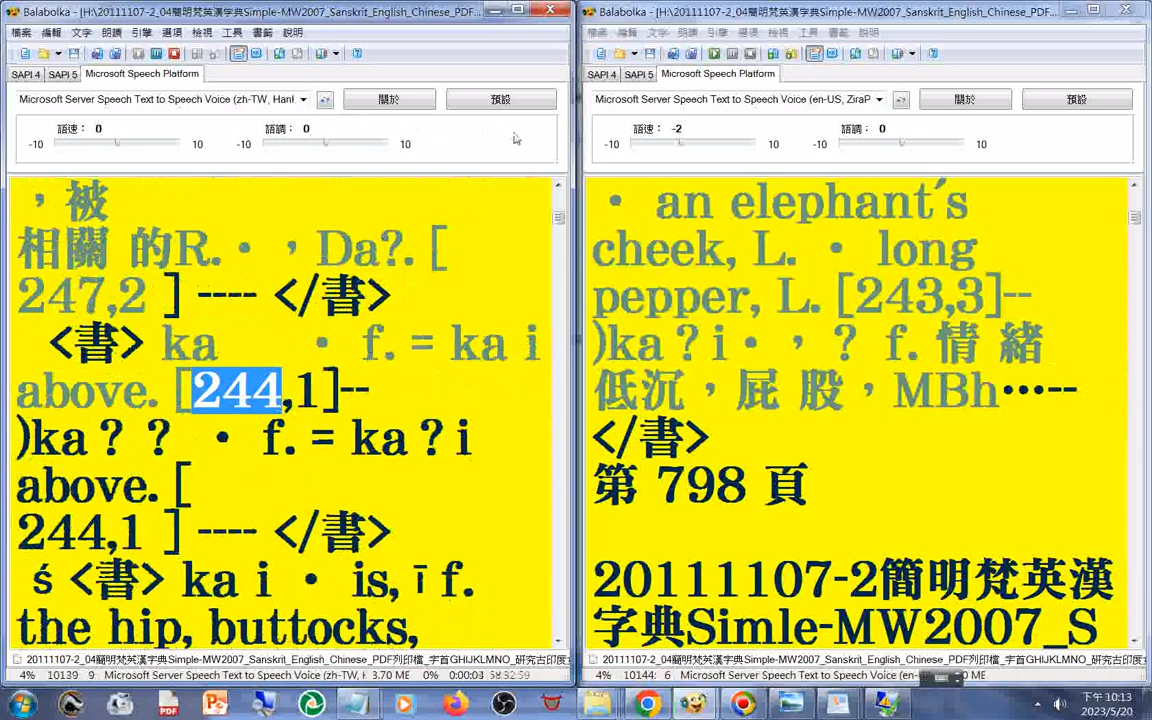 Balabolka - [H:\20111107-2_04簡明梵英漢字典Simple-MW2007_Sanskrit_English_Chinese_PDF...
檔案 編輯 文字 朗讀 引擎 選項 檢視 工具 書籤 說明
SAPI 4 SAPI 5 Microsoft Speech Platform
Microsoft Server Speech Text to Speech Voice (zh-TW, Hanl
關於 預設
語速： 0 語調： 0
-10 10 -10 10
，被
相關 的R.•，Da?. [
247,2 ] ---- </書>
<書> ka • f. = ka i
above. [244,1]--
)ka？？ • f. = ka？i
above. [
244,1 ] ---- </書>
ś <書> ka i • is, ī f.
the hip, buttocks,
20111107-2_04簡明梵英漢字典Simple-MW2007_Sanskrit_English_Chinese_PDF列印檔_字首GHIJKLMNO_研究古印度
4% 10139: 9 Microsoft Server Speech Text to Speech Voice (zh-TW, 3.70 ME 0% 0:00:03 58:32:59
Balabolka - [H:\20111107-2_04簡明梵英漢字典Simple-MW2007_Sanskrit_English_Chinese_PDF...
檔案 編輯 文字 朗讀 引擎 選項 檢視 工具 書籤 說明
SAPI 4 SAPI 5 Microsoft Speech Platform
Microsoft Server Speech Text to Speech Voice (en-US, ZiraP
關於 預設
語速： -2 語調： 0
-10 10 -10 10
• an elephant′s
cheek, L. • long
pepper, L. [243,3]--
)ka？i•，？ f. 情 緒
低沉，屁 股，MBh•••--
</書>
第 798 頁
20111107-2簡明梵英漢
字典Simle-MW2007_S
20111107-2_04簡明梵英漢字典Simple-MW2007_Sanskrit_English_Chinese_PDF列印檔_字首GHIJKLMNO_研究古印度
4% 10144: 6 Microsoft Server Speech Text to Speech Voice (en-US,
下午 10:13
2023/5/20